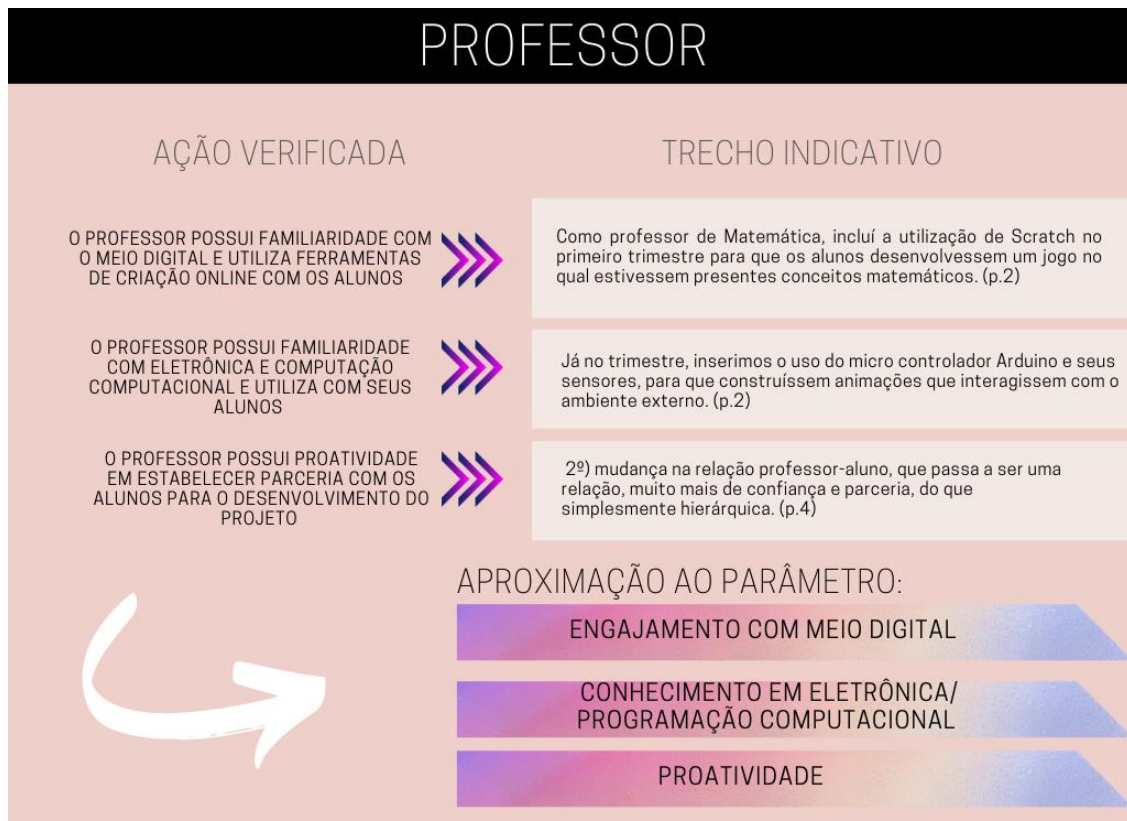 PROFESSOR
AÇÃO VERIFICADA
TRECHO INDICATIVO
O PROFESSOR POSSUI FAMILIARIDADE COM
O MEIO DIGITAL E UTILIZA FERRAMENTAS
DE CRIAÇÃO ONLINE COM OS ALUNOS
Como professor de Matemática, incluí a utilização de Scratch no
primeiro trimestre para que os alunos desenvolvessem um jogo no
qual estivessem presentes conceitos matemáticos. (p.2)
O PROFESSOR POSSUI FAMILIARIDADE
COM ELETRÔNICA E COMPUTAÇÃO
COMPUTACIONAL E UTILIZA COM SEUS
ALUNOS
Já no trimestre, inserimos o uso do micro controlador Arduino e seus
sensores, para que construíssem animações que interagissem com o
ambiente externo. (p.2)
O PROFESSOR POSSUI PROATIVIDADE
EM ESTABELECER PARCERIA COM OS
ALUNOS PARA O DESENVOLVIMENTO DO
PROJETO
2º) mudança na relação professor-aluno, que passa a ser uma
relação, muito mais de confiança e parceria, do que
simplesmente hierárquica. (p.4)
APROXIMAÇÃO AO PARÂMETRO:
ENGAJAMENTO COM MEIO DIGITAL
CONHECIMENTO EM ELETRÔNICA/
PROGRAMAÇÃO COMPUTACIONAL
PROATIVIDADE